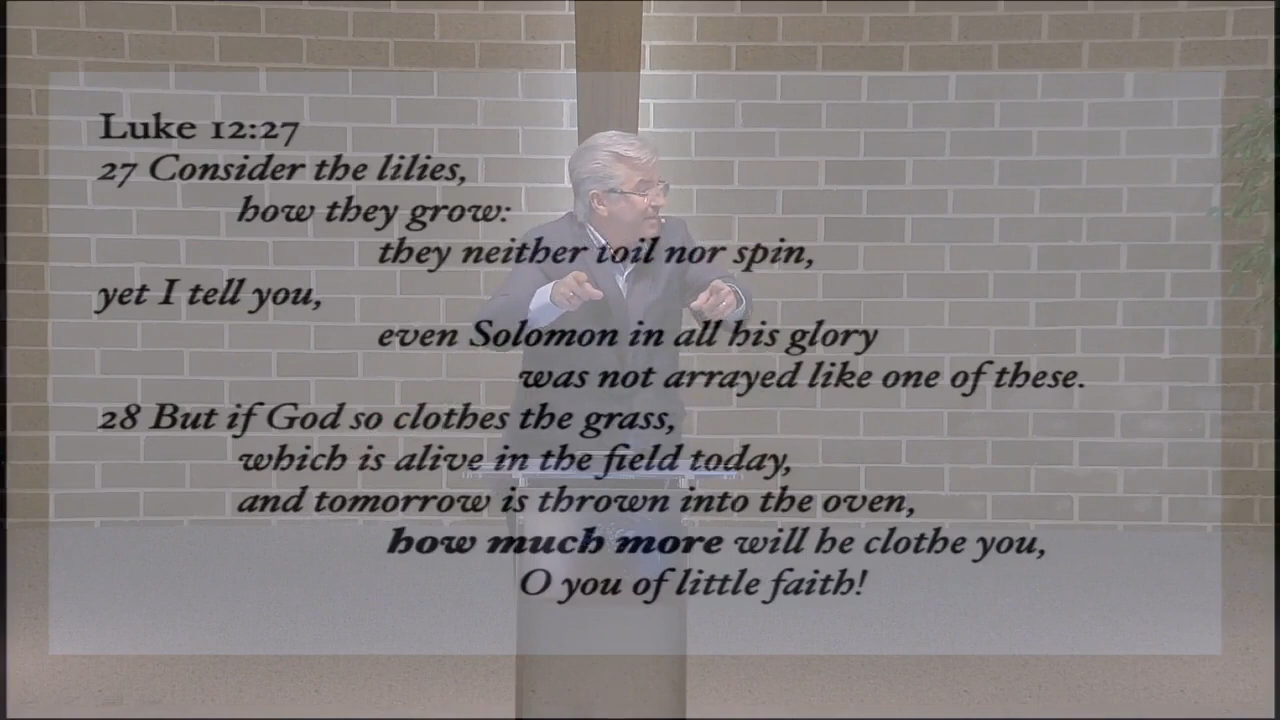 Luke 12:27
27 Consider the lilies,
how they grow:
they neither toil nor spin,
yet I tell you,
even Solomon in all his glory
was not arrayed like one of these.
28 But if God so clothes the grass,
which is alive in the field today,
and tomorrow is thrown into the oven,
how much more will he clothe you,
O you of little faith!